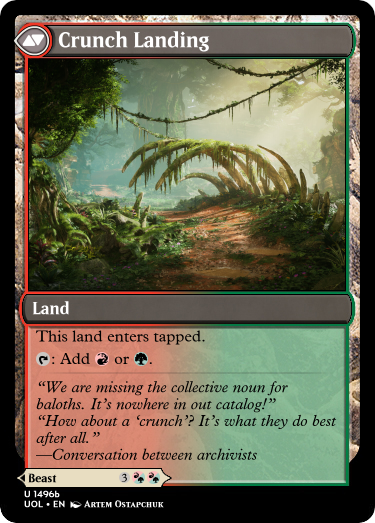 Crunch Landing
Land
This land enters tapped.
: Add or .
“We are missing the collective noun for
baloths. It’s nowhere in out catalog!”
“How about a ‘crunch’? It’s what they do best
after all.”
—Conversation between archivists
Beast 3
U 1496b
UOL • EN Artem Ostapchuk